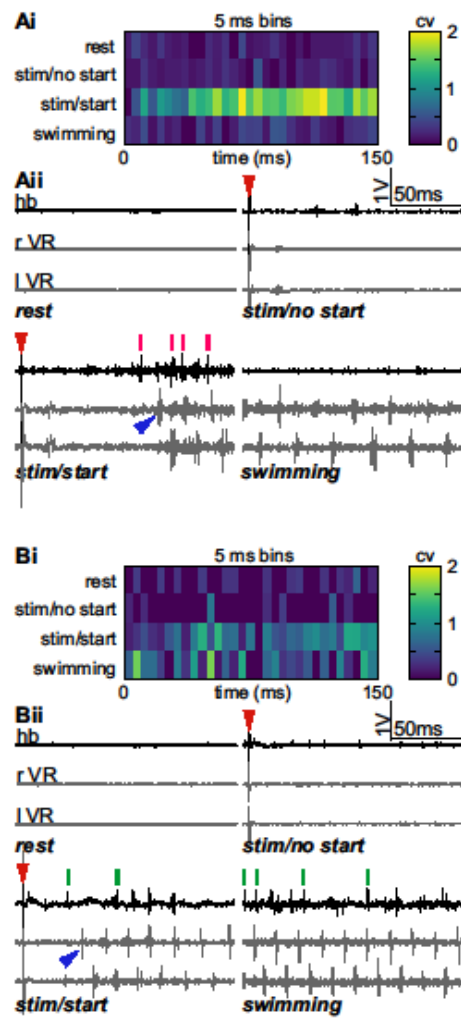 Ai 5 ms bins cv
rest
stim/no start
stim/start
swimming
2
1
0
0 time (ms) 150
Aii
1V
50ms
hb
r VR
l VR
rest stim/no start
stim/start swimming
Bi 5 ms bins cv
rest
stim/no start
stim/start
swimming
2
1
0
0 time (ms) 150
Bii
1V
50ms
hb
r VR
l VR
rest stim/no start
stim/start swimming